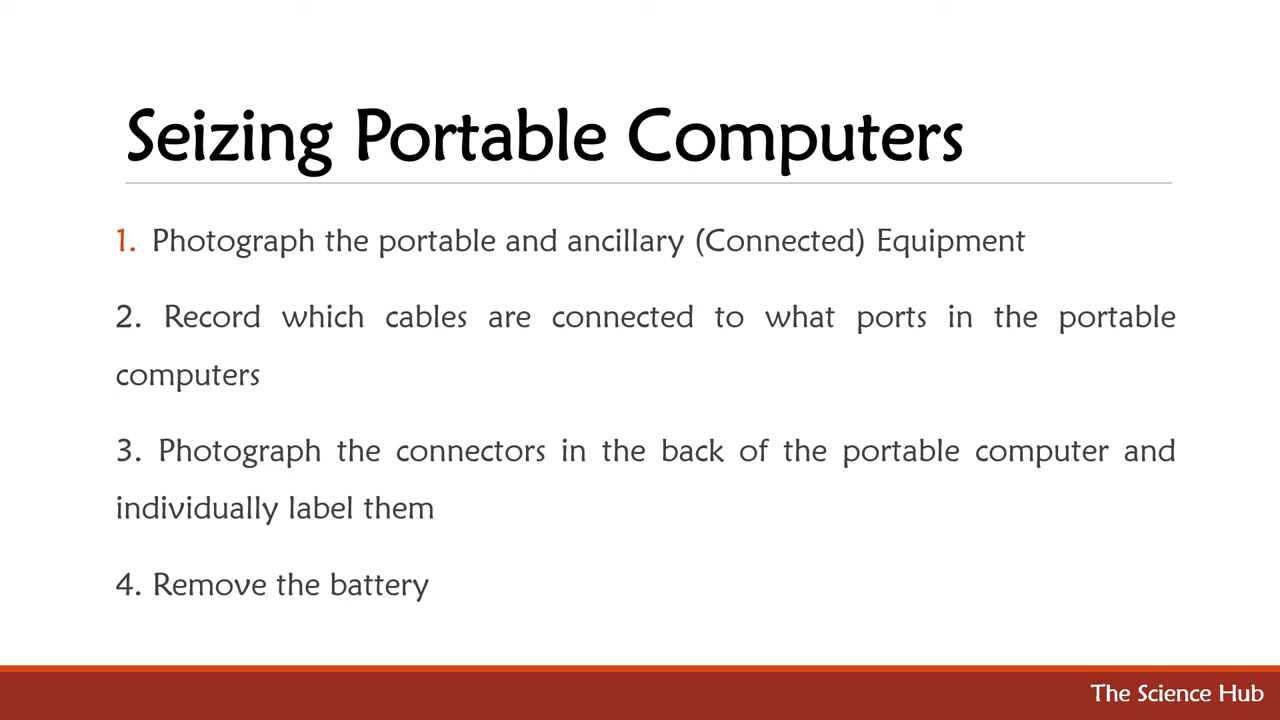 Seizing Portable Computers
1. Photograph the portable and ancillary (Connected) Equipment
2. Record which cables are connected to what ports in the portable
computers
3. Photograph the connectors in the back of the portable computer and
individually label them
4. Remove the battery
The Science Hub